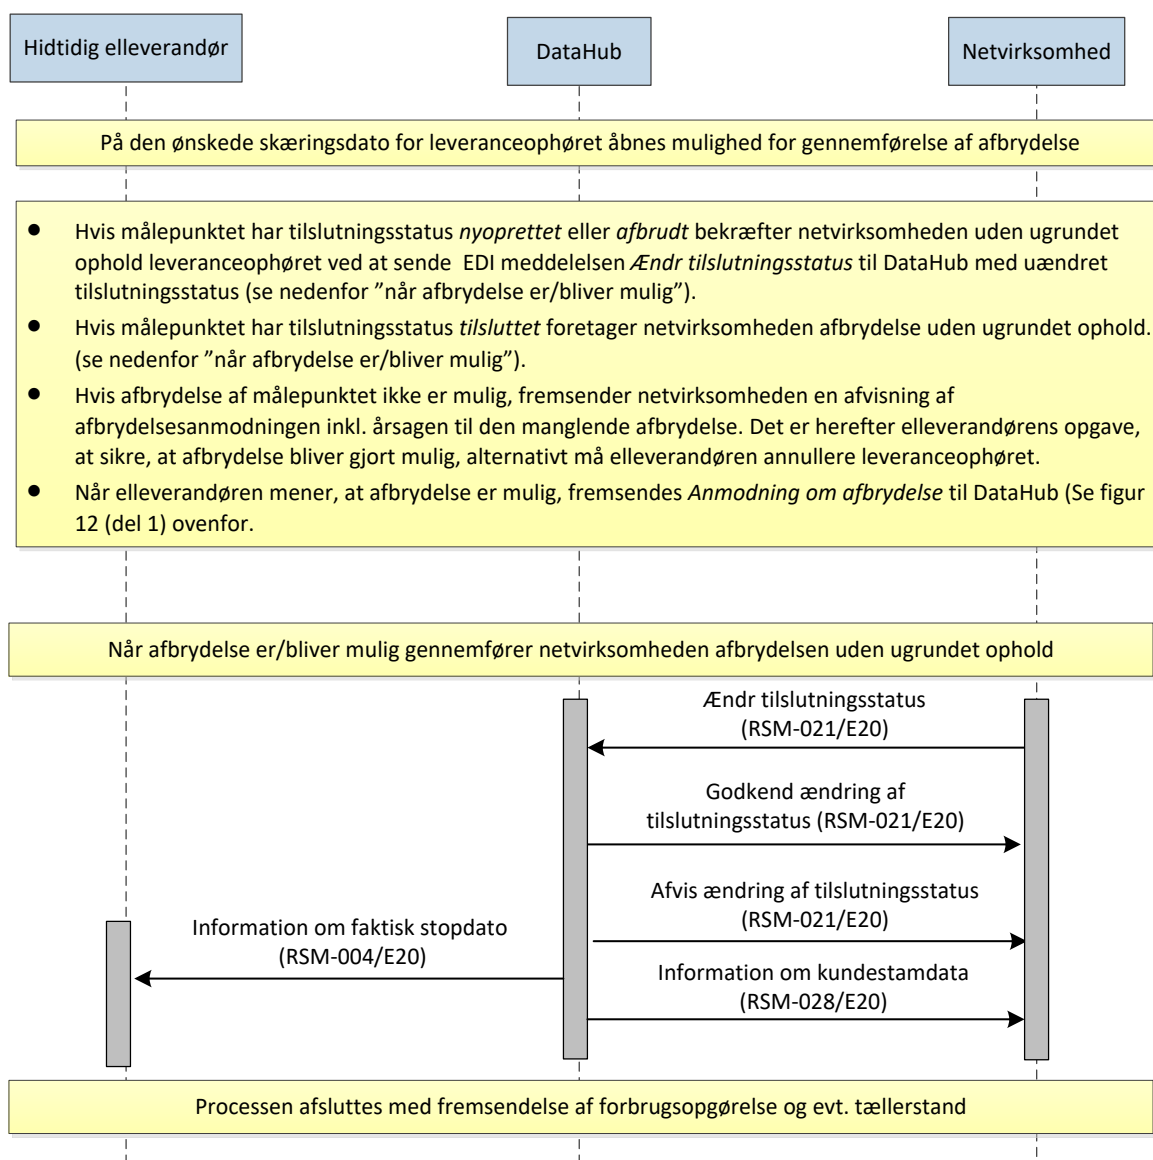 Hidtidig elleverandør
DataHub
Netvirksomhed
På den ønskede skæringsdato for leveranceophøret åbnes mulighed for gennemførelse af afbrydelse
● Hvis målepunktet har tilslutningsstatus nyoprettet eller afbrudt bekræfter netvirksomheden uden ugrundet
ophold leveranceophøret ved at sende EDI meddelelsen Ændr tilslutningsstatus til DataHub med uændret
tilslutningsstatus (se nedenfor ”når afbrydelse er/bliver mulig”).
● Hvis målepunktet har tilslutningsstatus tilsluttet foretager netvirksomheden afbrydelse uden ugrundet ophold.
(se nedenfor ”når afbrydelse er/bliver mulig”).
● Hvis afbrydelse af målepunktet ikke er mulig, fremsender netvirksomheden en afvisning af
afbrydelsesanmodningen inkl. årsagen til den manglende afbrydelse. Det er herefter elleverandørens opgave,
at sikre, at afbrydelse bliver gjort mulig, alternativt må elleverandøren annullere leveranceophøret.
● Når elleverandøren mener, at afbrydelse er mulig, fremsendes Anmodning om afbrydelse til DataHub (Se figur
12 (del 1) ovenfor.
Når afbrydelse er/bliver mulig gennemfører netvirksomheden afbrydelsen uden ugrundet ophold
Ændr tilslutningsstatus
(RSM-021/E20)
Godkend ændring af
tilslutningsstatus (RSM-021/E20)
Afvis ændring af tilslutningsstatus
(RSM-021/E20)
Information om faktisk stopdato
(RSM-004/E20)
Information om kundestamdata
(RSM-028/E20)
Processen afsluttes med fremsendelse af forbrugsopgørelse og evt. tællerstand